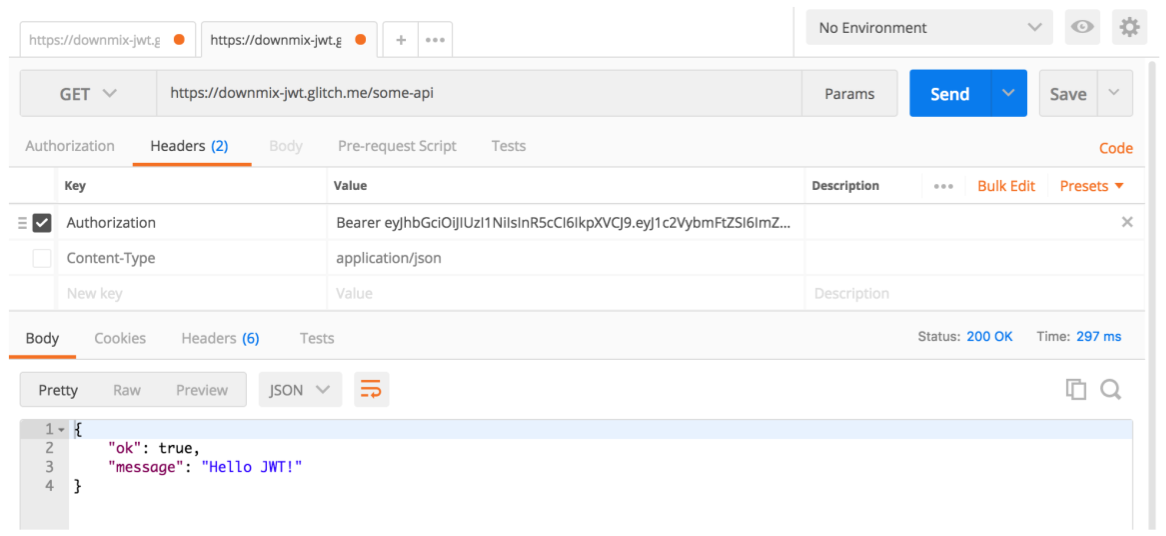 https://downmix-jwt.g https://downmix-jwt.g + ••• No Environment
GET https://downmix-jwt.glitch.me/some-api Params Send Save
Authorization Headers (2) Body Pre-request Script Tests Code
Key Value Description ••• Bulk Edit Presets
Authorization Bearer eyJhbGciOiJIUzI1NiIsInR5cCI6IkpXVCJ9.eyJ1c2VybmFtZSI6ImZ...
Content-Type application/json
New key Value Description
Body Cookies Headers (6) Tests Status: 200 OK Time: 297 ms
Pretty Raw Preview JSON
1 {
2 "ok": true,
3 "message": "Hello JWT!"
4 }